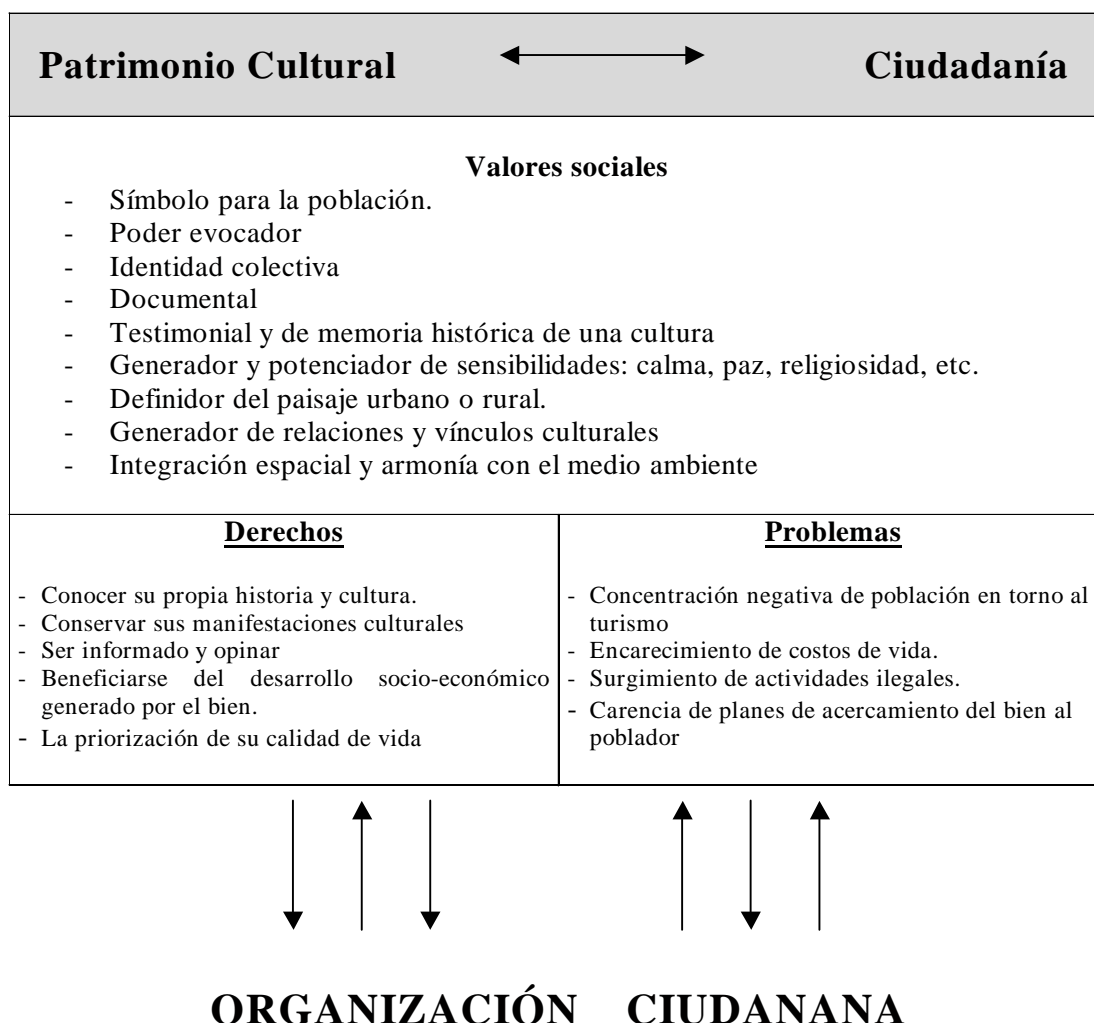 Patrimonio Cultural Ciudadanía
Valores sociales
- Símbolo para la población.
- Poder evocador
- Identidad colectiva
- Documental
- Testimonial y de memoria histórica de una cultura
- Generador y potenciador de sensibilidades: calma, paz, religiosidad, etc.
- Definidor del paisaje urbano o rural.
- Generador de relaciones y vínculos culturales
- Integración espacial y armonía con el medio ambiente
Derechos
- Conocer su propia historia y cultura.
- Conservar sus manifestaciones culturales
- Ser informado y opinar
- Beneficiarse del desarrollo socio-económico
generado por el bien.
- La priorización de su calidad de vida
Problemas
- Concentración negativa de población en torno al
turismo
- Encarecimiento de costos de vida.
- Surgimiento de actividades ilegales.
- Carencia de planes de acercamiento del bien al
poblador
ORGANIZACIÓN CIUDANANA